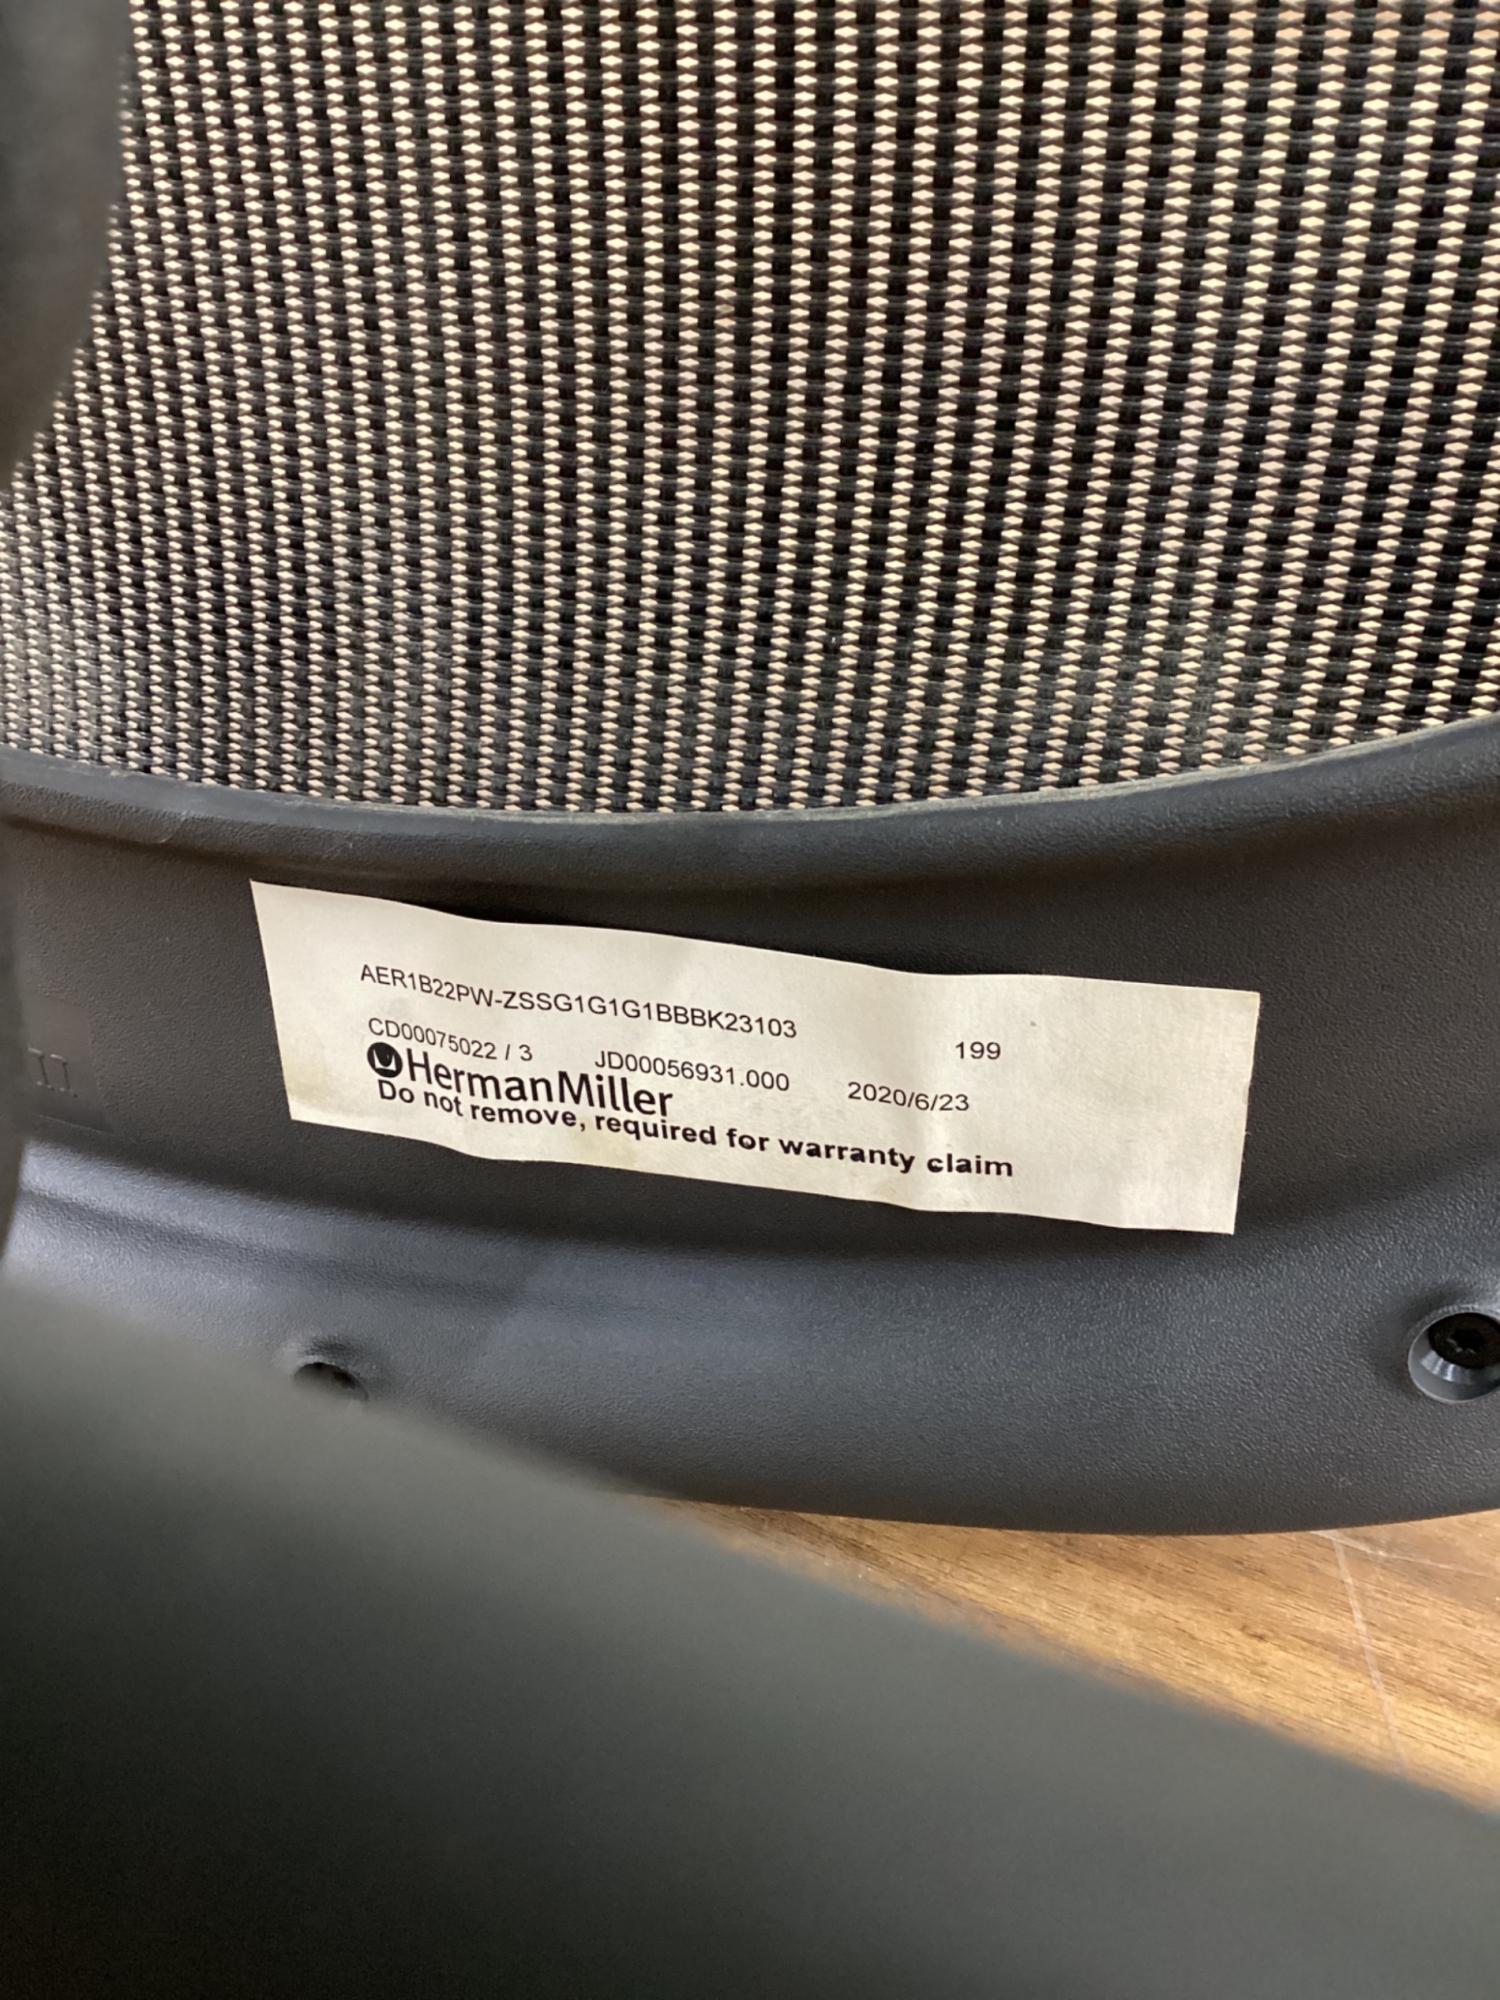 AER1B22PW-ZSSG1G1G1BBBK23103 199
CD00075022 / 3 JD00056931.000 2020/6/23
HermanMiller
Do not remove, required for warranty claim